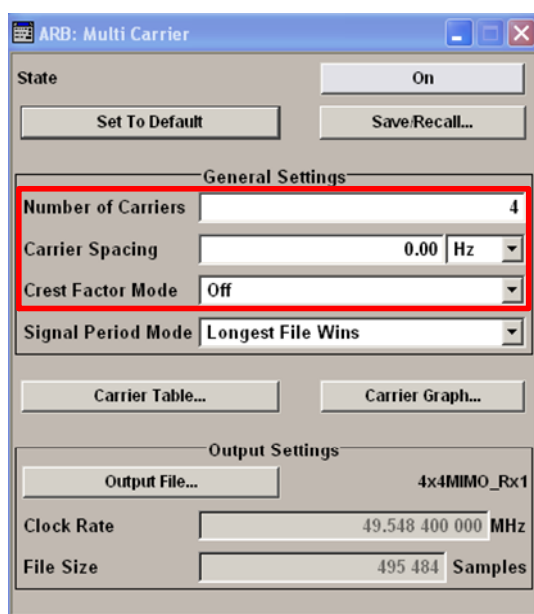 ARB: Multi Carrier
State On
Set To Default Save/Recall...
General Settings
Number of Carriers 4
Carrier Spacing 0.00 Hz
Crest Factor Mode Off
Signal Period Mode Longest File Wins
Carrier Table... Carrier Graph...
Output Settings
Output File... 4x4MIMO_Rx1
Clock Rate 49.548 400 000 MHz
File Size 495 484 Samples